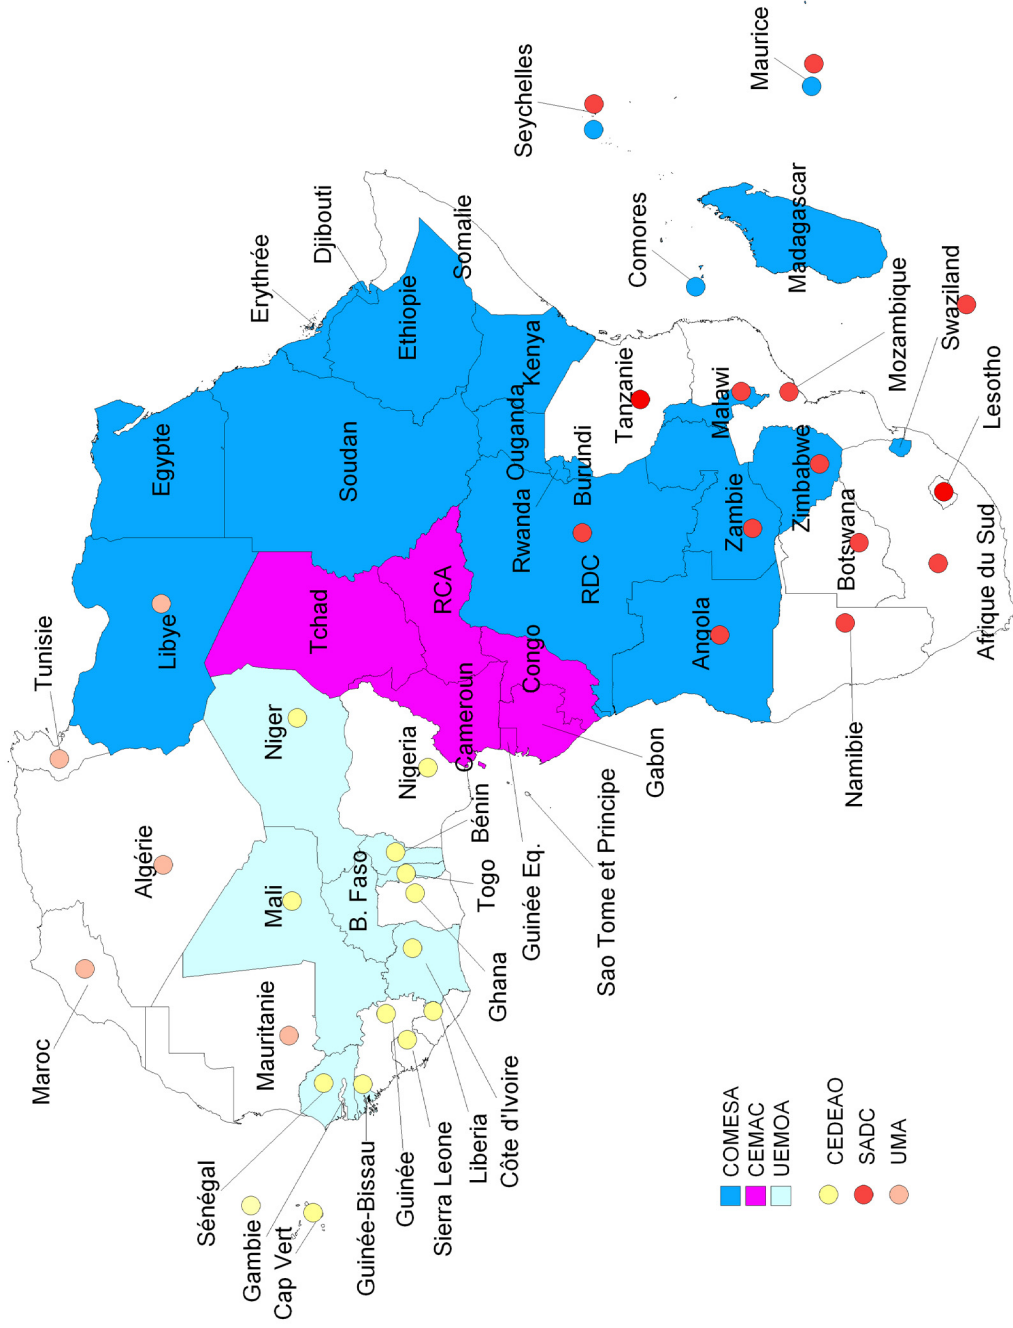 Maroc
Tunisie
Algérie
Libye
Egypte
Mauritanie
Mali
Niger
Tchad
Soudan
Erythrée
Djibouti
Sénégal
Gambie
Cap Vert
Guinée-Bissau
Guinée
Sierra Leone
Liberia
Côte d'Ivoire
Ghana
Togo
Bénin
B. Faso
Nigeria
Cameroun
RCA
Ethiopie
Somalie
Guinée Eq.
Sao Tome et Principe
Gabon
Congo
RDC
Rwanda
Burundi
Ouganda
Kenya
Tanzanie
Seychelles
Comores
Maurice
Madagascar
Angola
Zambie
Malawi
Zimbabwe
Mozambique
Namibie
Botswana
Swaziland
Lesotho
Afrique du Sud
COMESA
CEMAC
UEMOA
CEDEAO
SADC
UMA